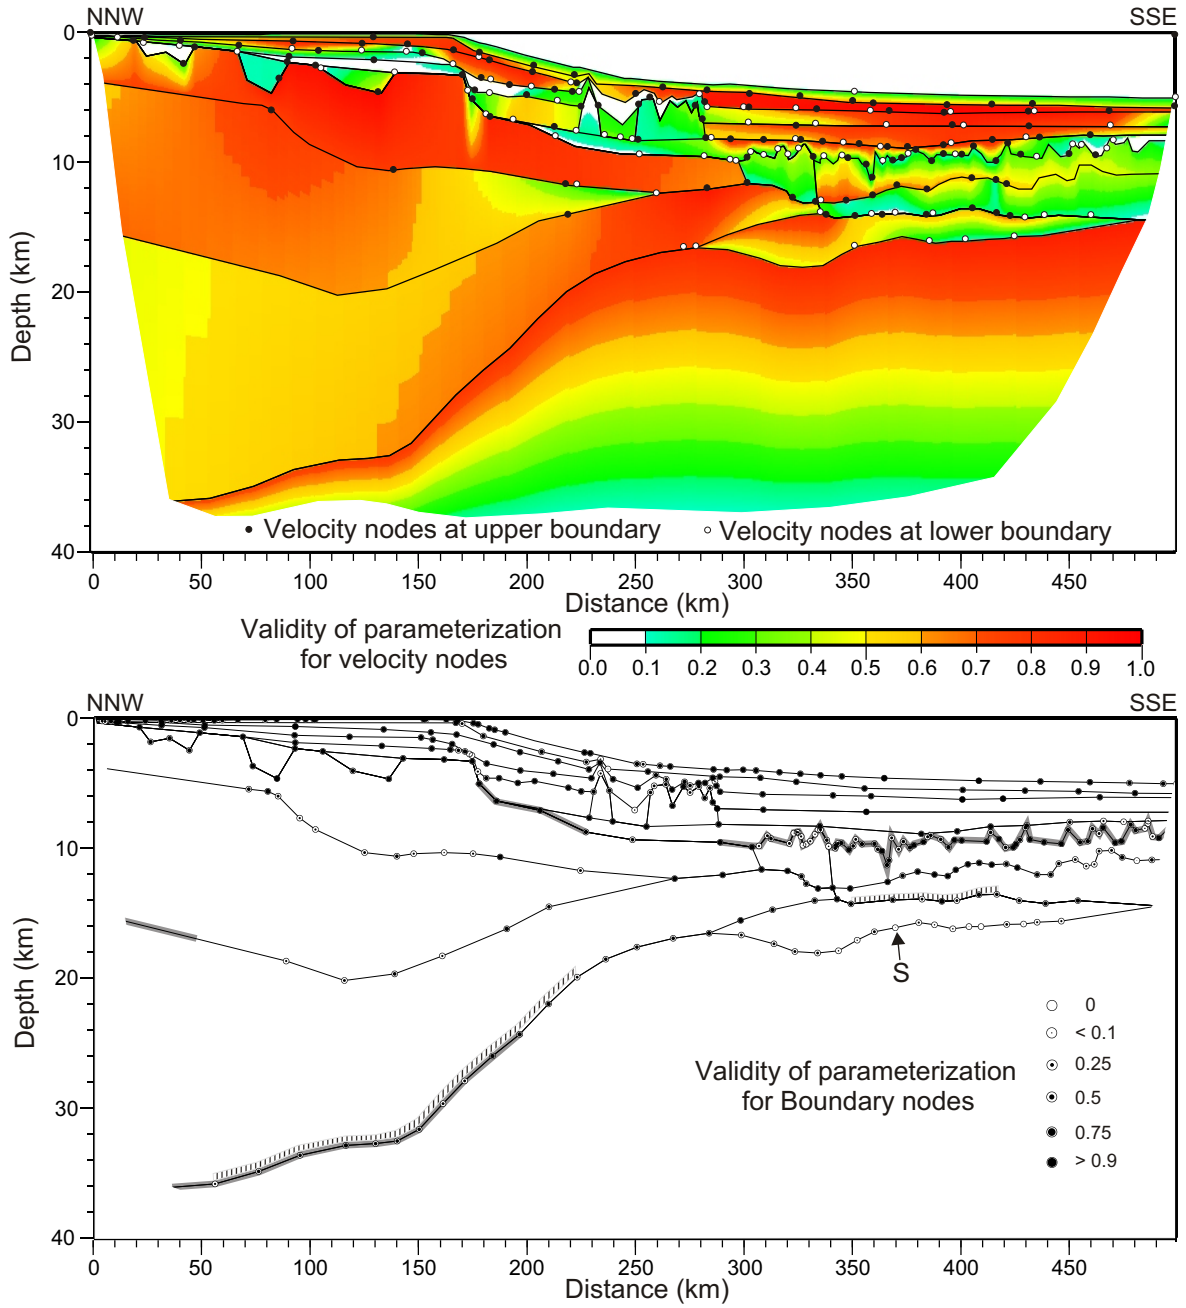 NNW SSE
0
10
20
30
40
Depth (km)
● Velocity nodes at upper boundary ○ Velocity nodes at lower boundary
0 50 100 150 200 250 300 350 400 450
Distance (km)
Validity of parameterization
for velocity nodes
0.0 0.1 0.2 0.3 0.4 0.5 0.6 0.7 0.8 0.9 1.0
NNW SSE
0
10
20
30
40
Depth (km)
S
Validity of parameterization
for Boundary nodes
0
< 0.1
0.25
0.5
0.75
> 0.9
0 50 100 150 200 250 300 350 400 450
Distance (km)